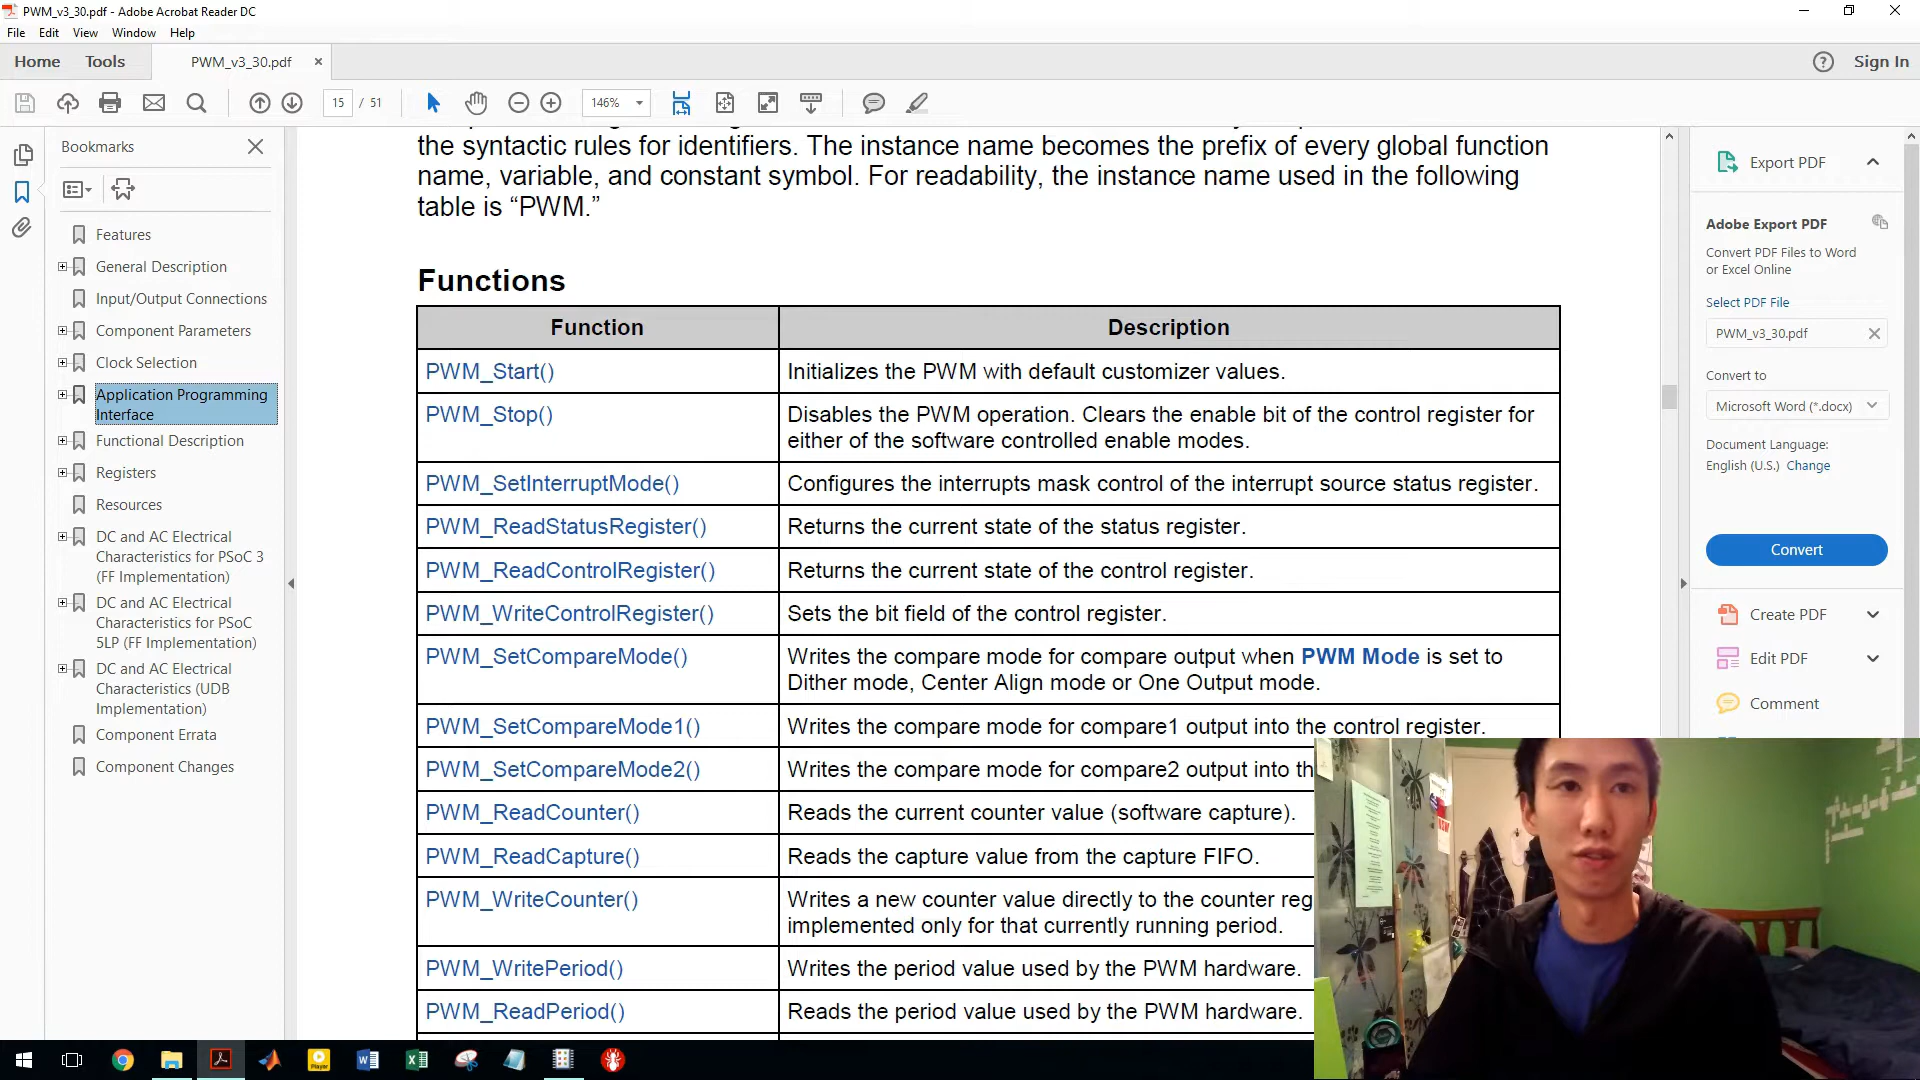 PWM_v3_30.pdf - Adobe Acrobat Reader DC
File Edit View Window Help
Home Tools PWM_v3_30.pdf × Sign In
15 / 51 146%
Bookmarks
Features
General Description
Input/Output Connections
Component Parameters
Clock Selection
Application Programming
Interface
Functional Description
Registers
Resources
DC and AC Electrical
Characteristics for PSoC 3
(FF Implementation)
DC and AC Electrical
Characteristics for PSoC
5LP (FF Implementation)
DC and AC Electrical
Characteristics (UDB
Implementation)
Component Errata
Component Changes
the syntactic rules for identifiers. The instance name becomes the prefix of every global function
name, variable, and constant symbol. For readability, the instance name used in the following
table is “PWM.”
Functions
Function Description
PWM_Start() Initializes the PWM with default customizer values.
PWM_Stop() Disables the PWM operation. Clears the enable bit of the control register for
either of the software controlled enable modes.
PWM_SetInterruptMode() Configures the interrupts mask control of the interrupt source status register.
PWM_ReadStatusRegister() Returns the current state of the status register.
PWM_ReadControlRegister() Returns the current state of the control register.
PWM_WriteControlRegister() Sets the bit field of the control register.
PWM_SetCompareMode() Writes the compare mode for compare output when PWM Mode is set to
Dither mode, Center Align mode or One Output mode.
PWM_SetCompareMode1() Writes the compare mode for compare1 output into the control register.
PWM_SetCompareMode2() Writes the compare mode for compare2 output into th
PWM_ReadCounter() Reads the current counter value (software capture).
PWM_ReadCapture() Reads the capture value from the capture FIFO.
PWM_WriteCounter() Writes a new counter value directly to the counter reg
implemented only for that currently running period.
PWM_WritePeriod() Writes the period value used by the PWM hardware.
PWM_ReadPeriod() Reads the period value used by the PWM hardware.
Export PDF
Adobe Export PDF
Convert PDF Files to Word
or Excel Online
Select PDF File
PWM_v3_30.pdf
Convert to
Microsoft Word (*.docx)
Document Language:
English (U.S.) Change
Convert
Create PDF
Edit PDF
Comment